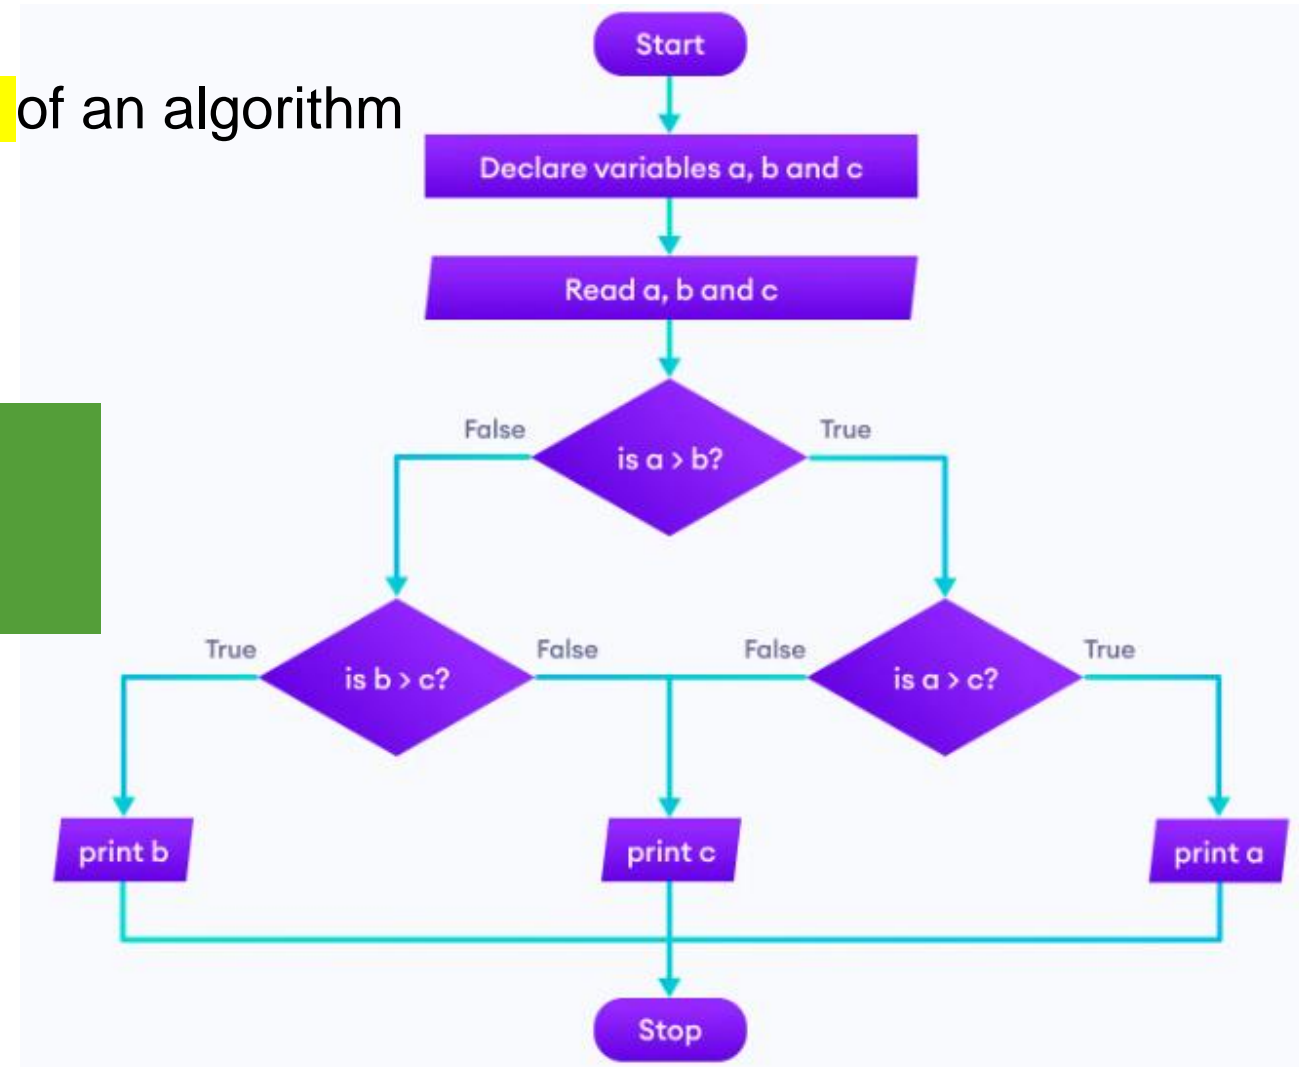 Start
of an algorithm
Declare variables a, b and c
Read a, b and c
False
True
is a > b?
True
False
False
True
is b > c?
is a > c?
print b
print c
print a
Stop